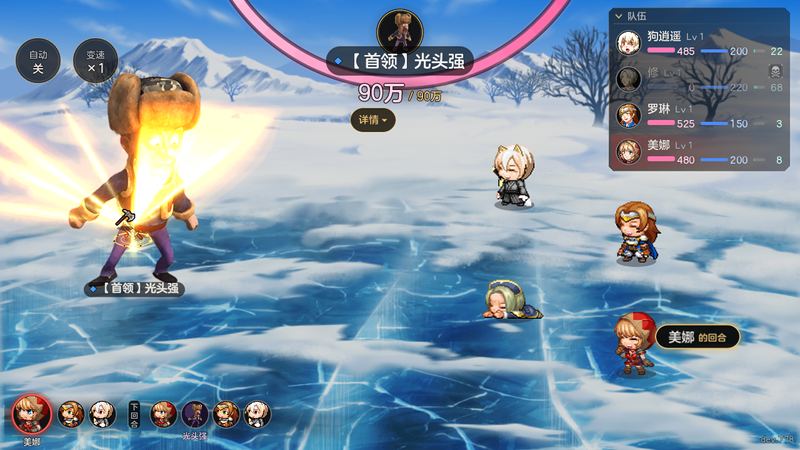 自动
关
变速
×1
【首领】光头强
90万 / 90万
详情
队伍
狗逍遥 Lv 1
485 200 22
修 Lv 1
0 220 68
罗琳 Lv 1
525 150 3
美娜 Lv 1
480 200 8
【首领】光头强
美娜 的回合
下回合
美娜
光头强